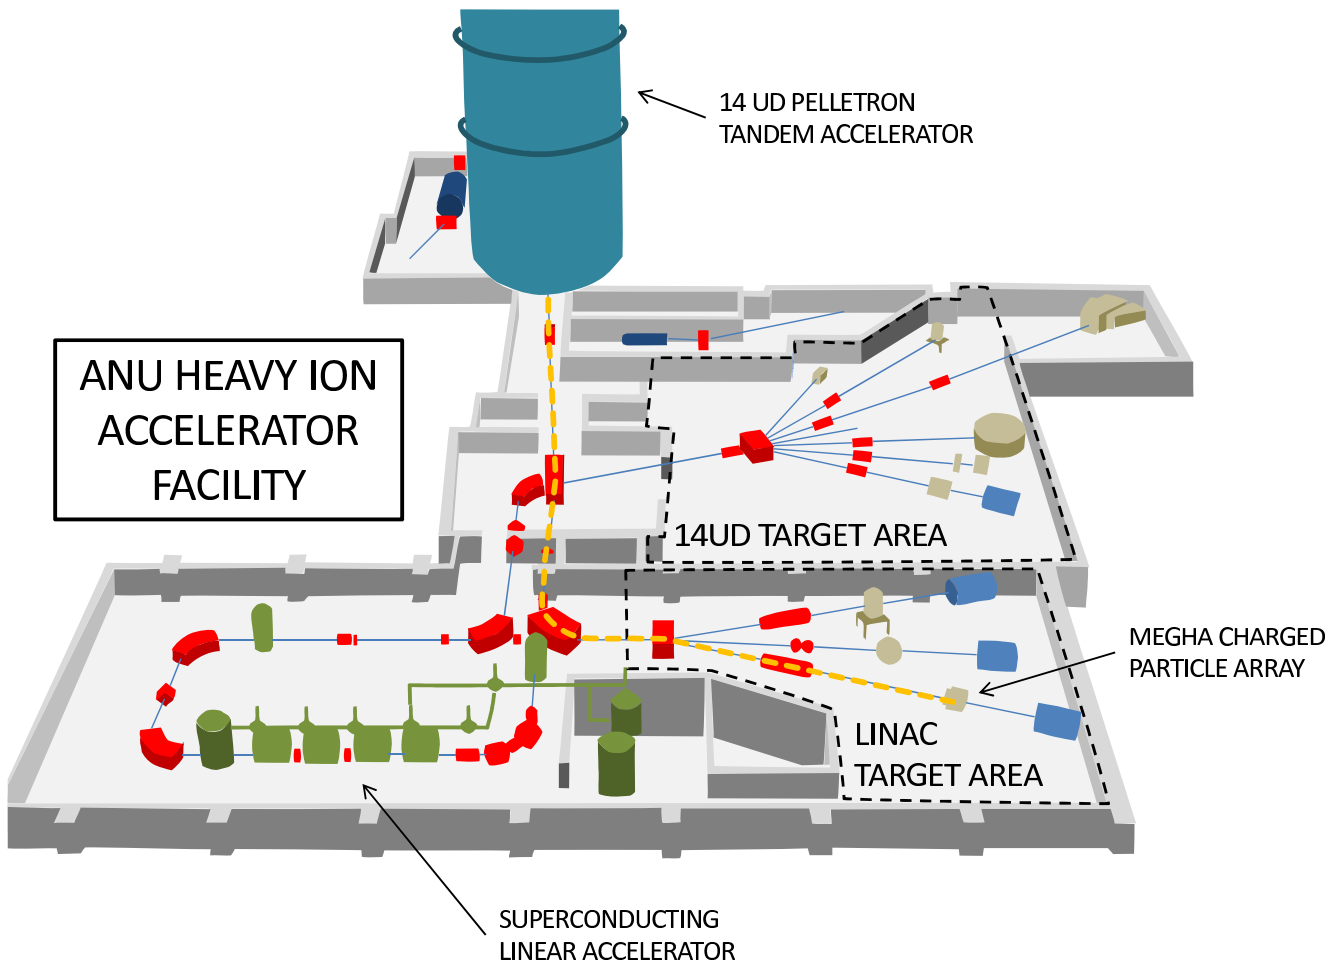 14 UD PELLETRON
TANDEM ACCELERATOR
ANU HEAVY ION
ACCELERATOR
FACILITY
14UD TARGET AREA
MEGHA CHARGED
PARTICLE ARRAY
LINAC
TARGET AREA
SUPERCONDUCTING
LINEAR ACCELERATOR